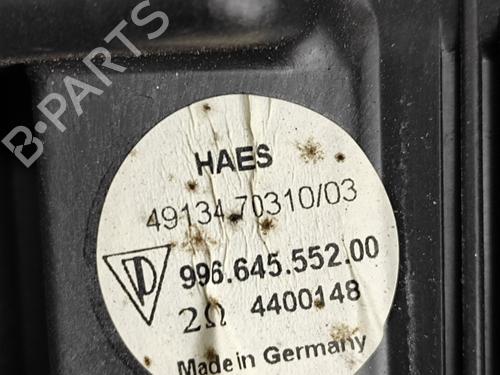 B-PARTS
HAES
49134 70310/03
996.645.552.00
2Ω 4400148
Made in Germany